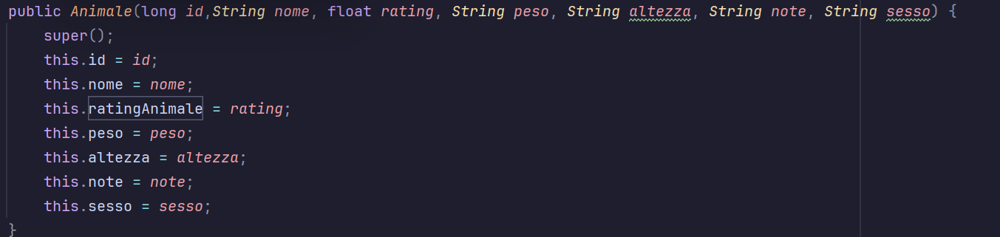 public Animale(long id,String nome, float rating, String peso, String altezza, String note, String sesso) {
super();
this.id = id;
this.nome = nome;
this.ratingAnimale = rating;
this.peso = peso;
this.altezza = altezza;
this.note = note;
this.sesso = sesso;
}